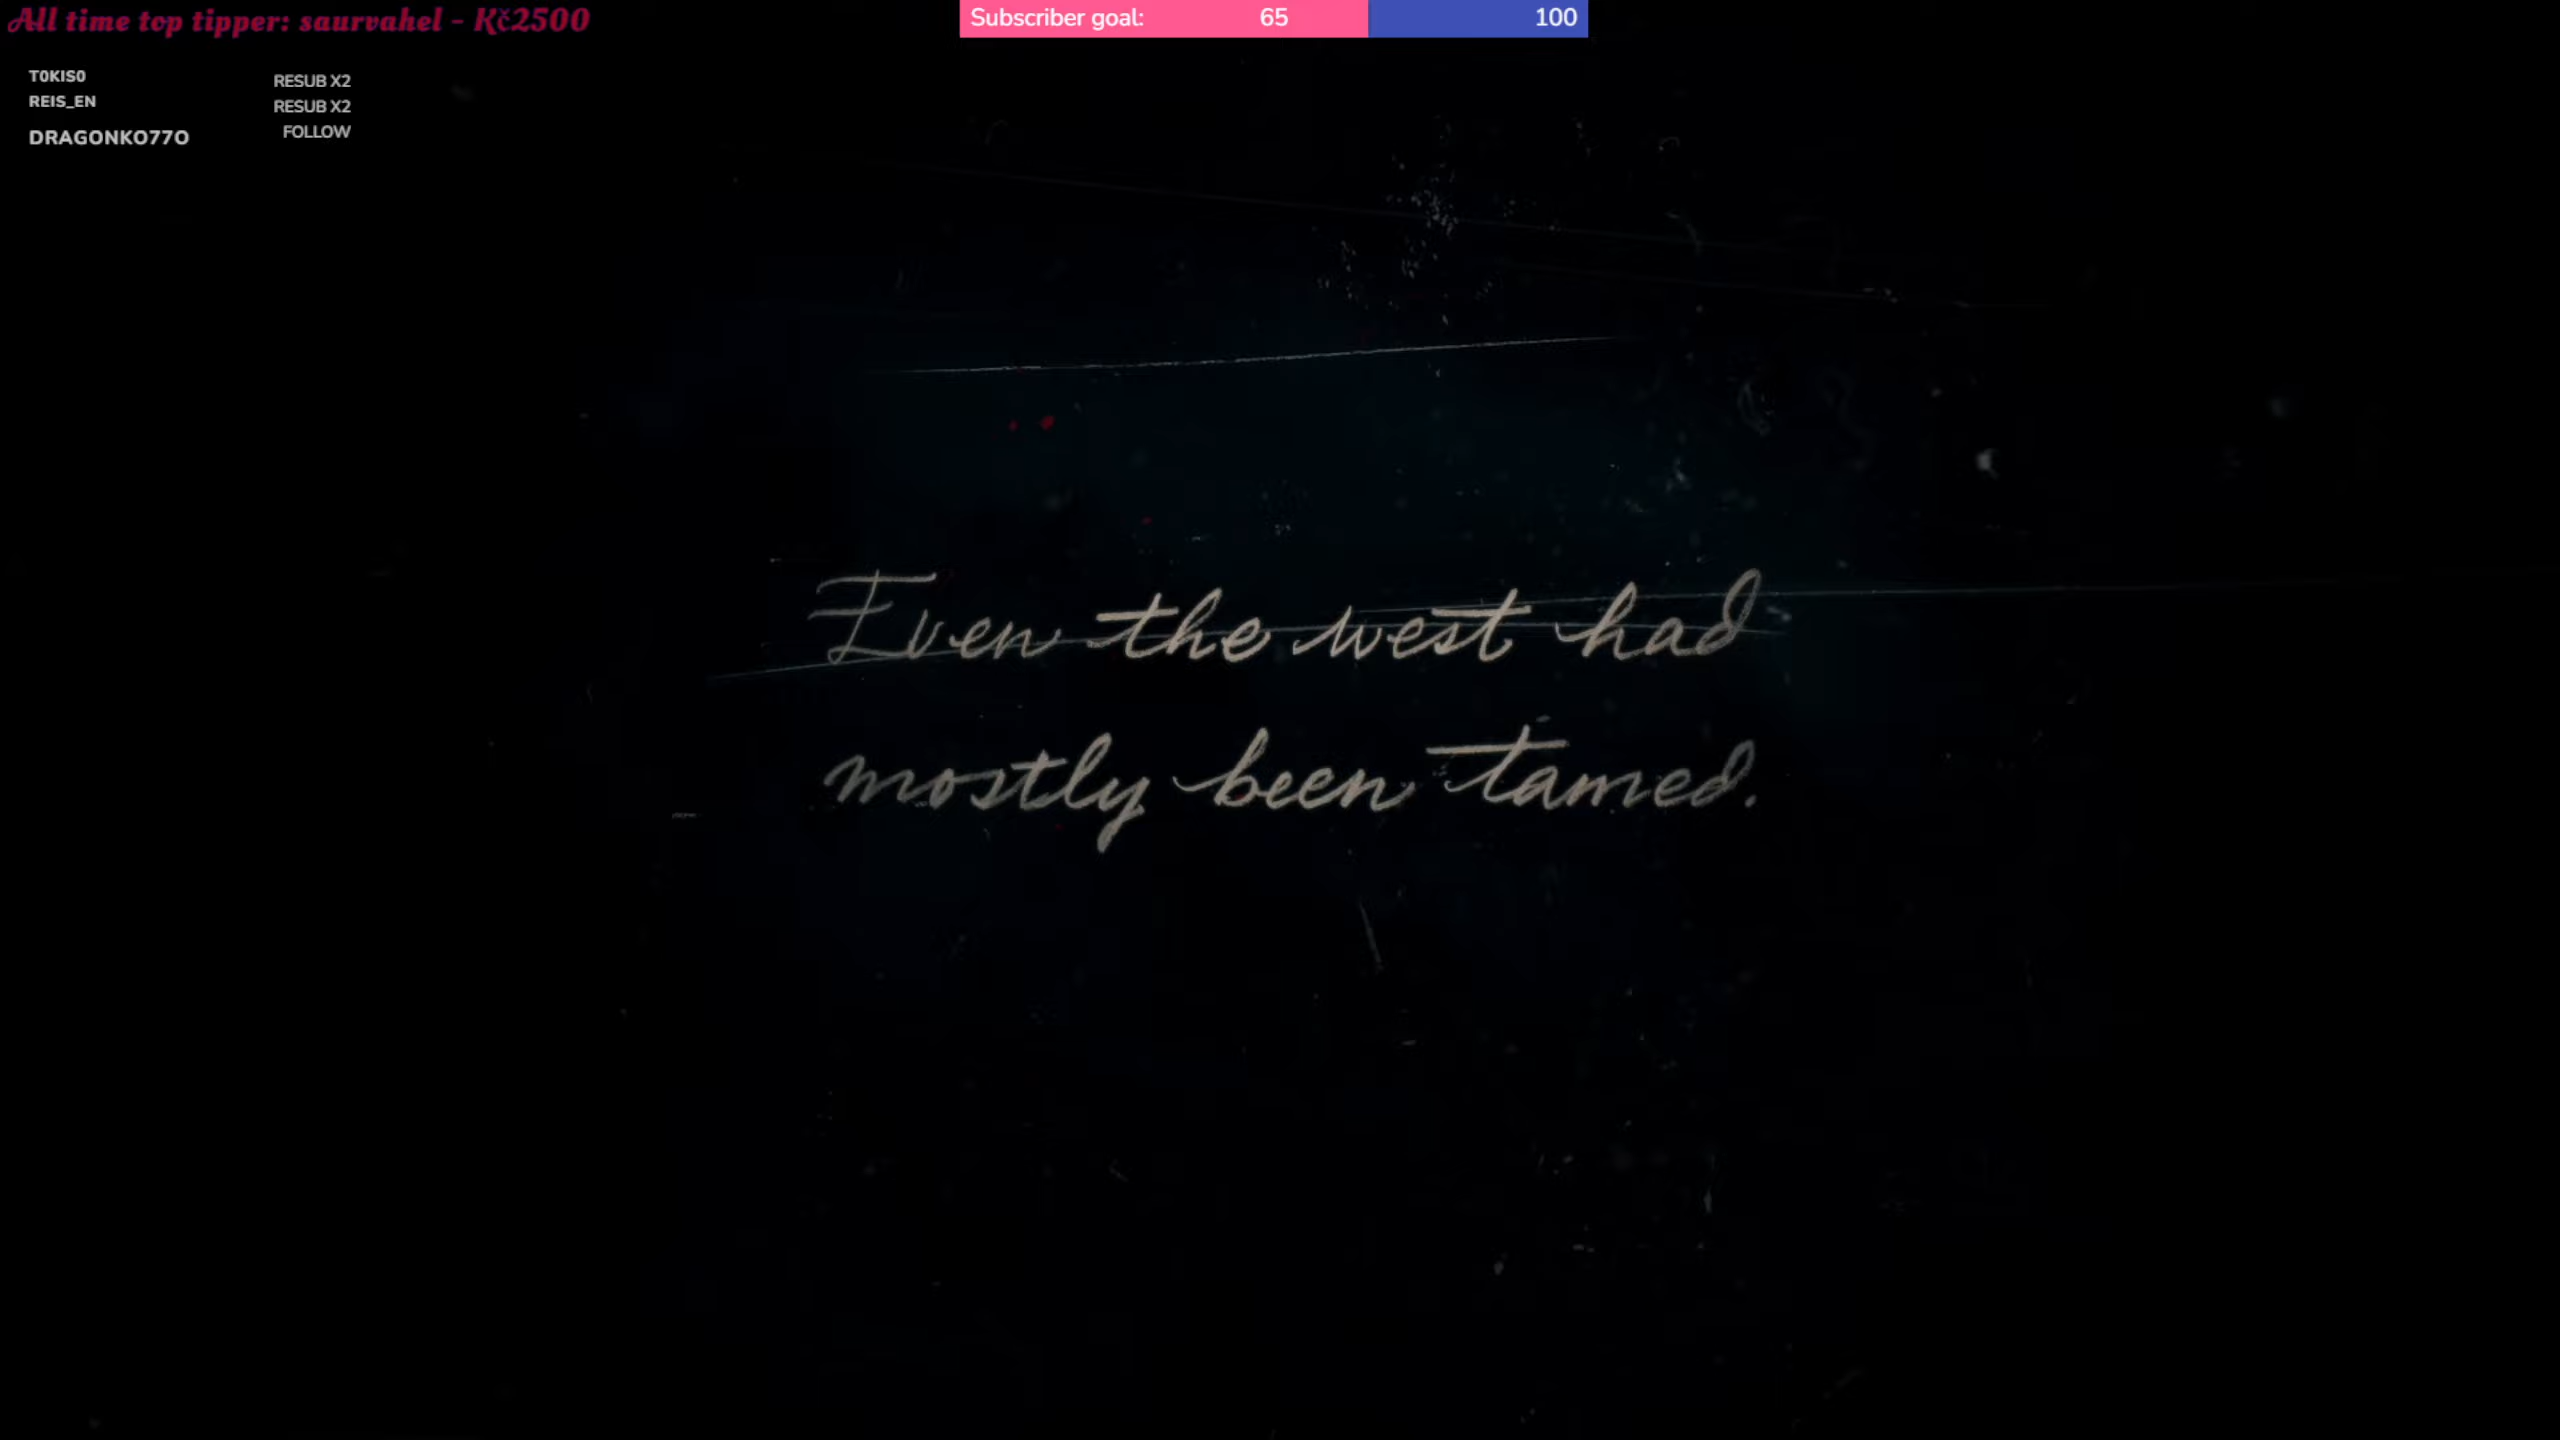 All time top tipper: saurvahel - Kč2500
Subscriber goal: 65 100
T0KIS0 RESUB X2
REIS_EN RESUB X2
DRAGONKO77O FOLLOW
Even the west had
mostly been tamed.